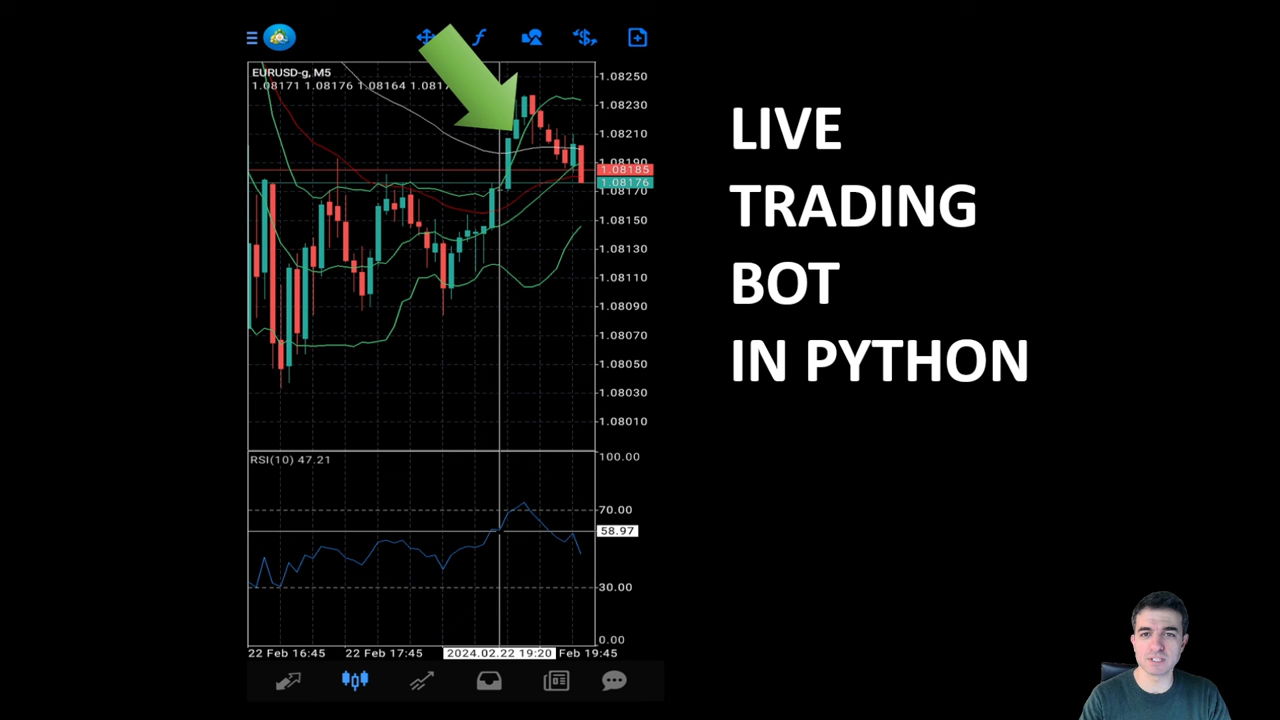 EURUSD-g, M5
1.08171 1.08176 1.08164
1.08250
1.08230
1.08210
1.08190
1.08185
1.08176
1.08170
1.08150
1.08130
1.08110
1.08090
1.08070
1.08050
1.08030
1.08010
RSI(10) 47.21
100.00
70.00
58.97
30.00
0.00
22 Feb 16:45 22 Feb 17:45 2024.02.22 19:20 Feb 19:45
LIVE
TRADING
BOT
IN PYTHON